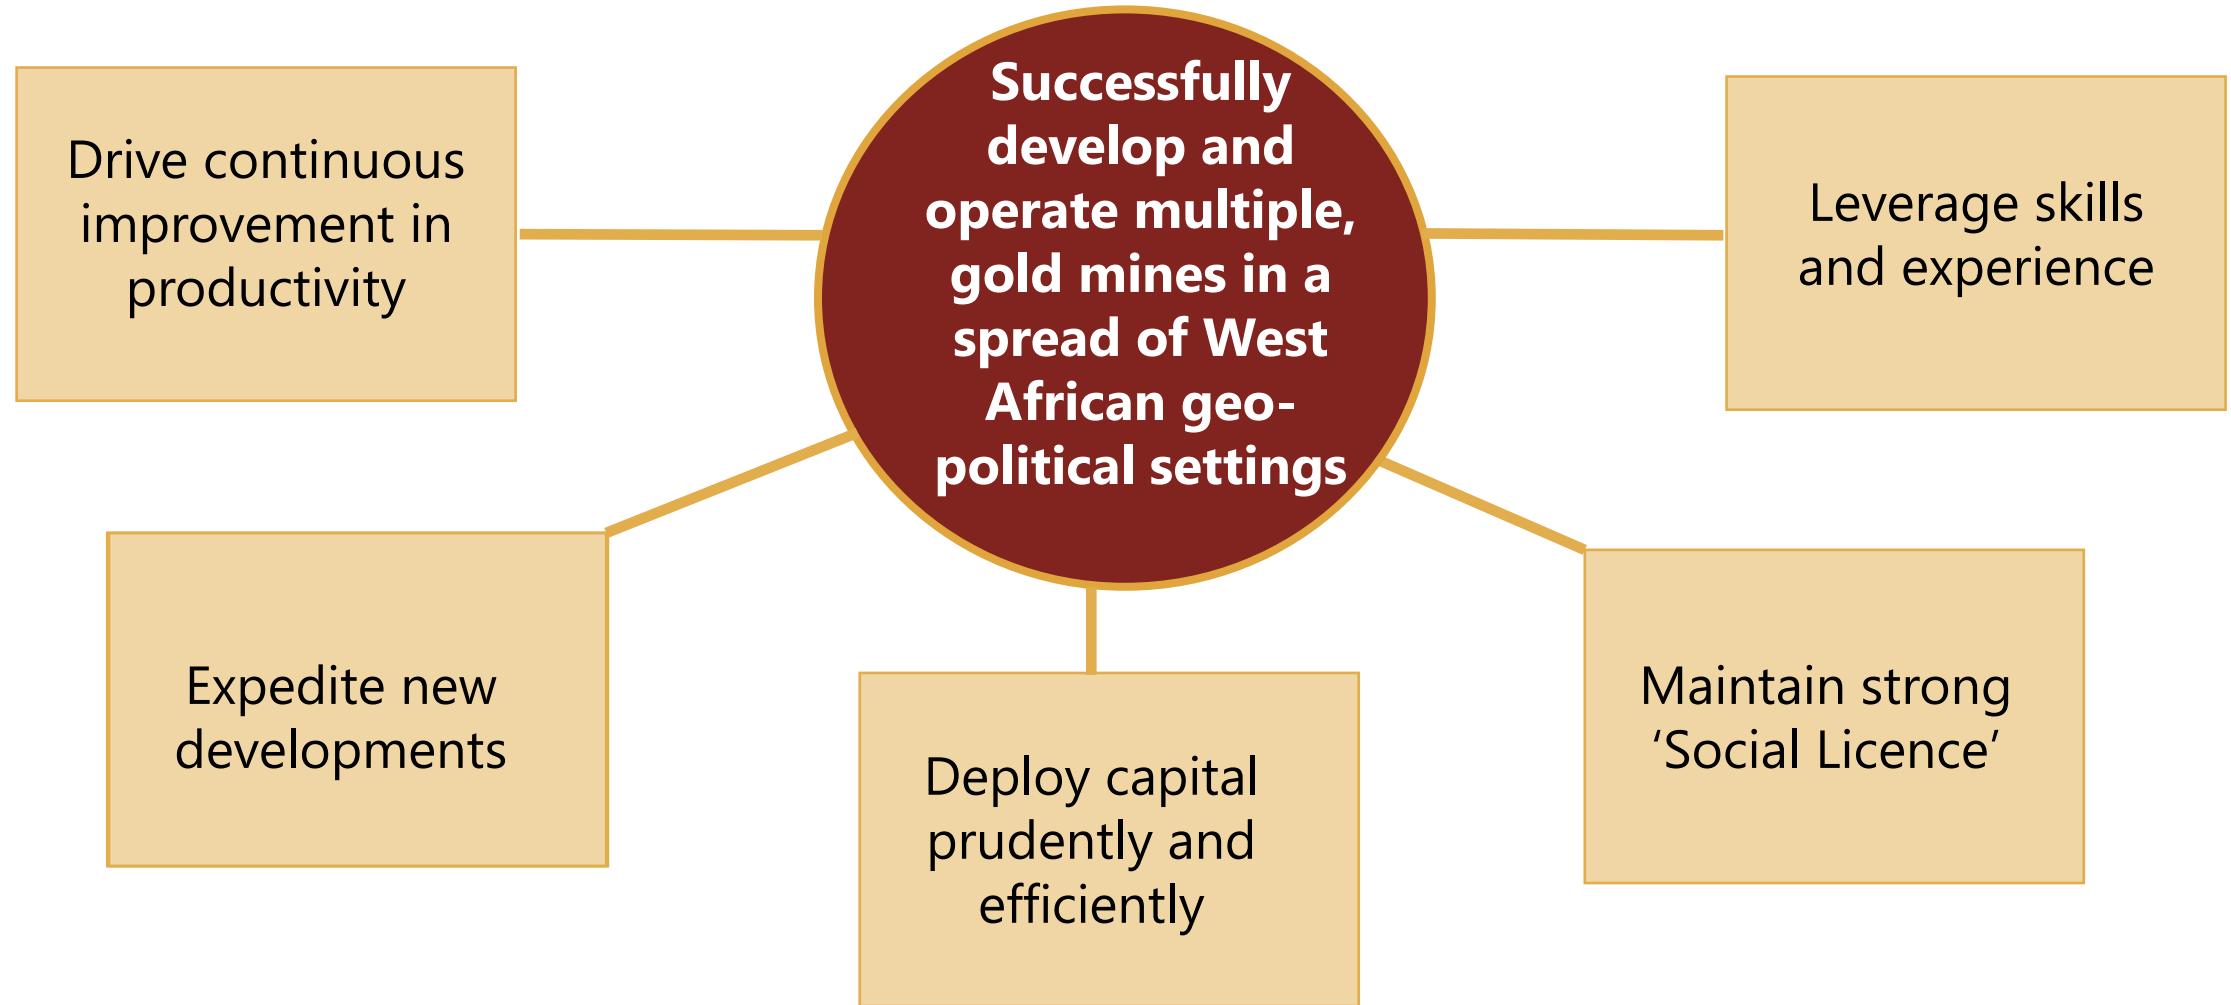 Successfully
develop and
operate multiple,
gold mines in a
spread of West
African geo-
political settings
Drive continuous
improvement in
productivity
Leverage skills
and experience
Expedite new
developments
Deploy capital
prudently and
efficiently
Maintain strong
‘Social Licence’